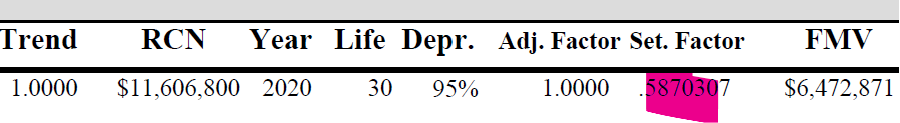 Trend RCN Year Life Depr. Adj. Factor Set. Factor FMV
1.0000 $11,606,800 2020 30 95% 1.0000 .5870307 $6,472,871